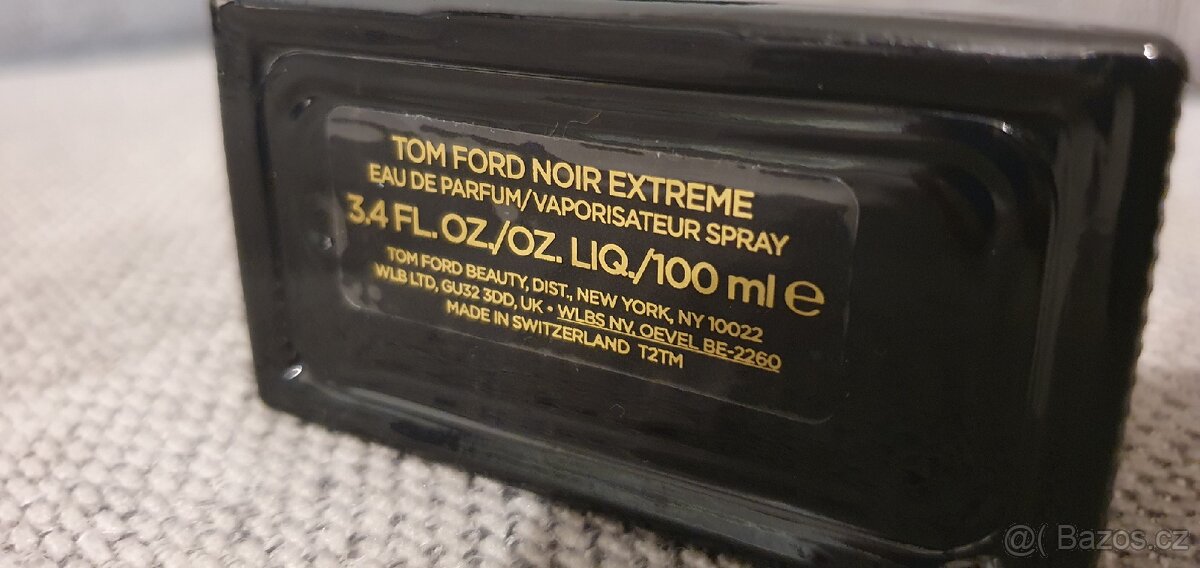 TOM FORD NOIR EXTREME
EAU DE PARFUM/VAPORISATEUR SPRAY
3.4 FL. OZ./OZ. LIQ./100 ml ℮
TOM FORD BEAUTY, DIST., NEW YORK, NY 10022
WLB LTD, GU32 3DD, UK • WLBS NV, OEVEL BE-2260
MADE IN SWITZERLAND T2TM
@( Bazos.cz